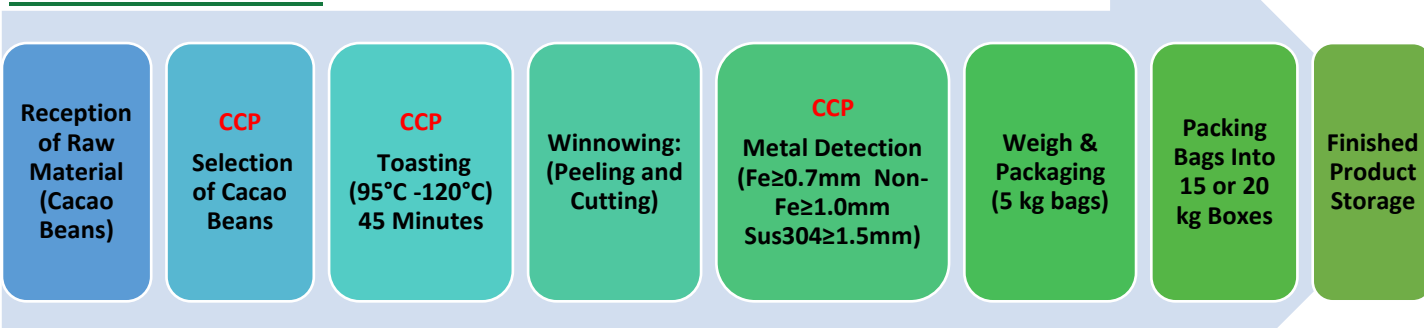 Reception
of Raw
Material
(Cacao
Beans)
CCP
Selection
of Cacao
Beans
CCP
Toasting
(95°C -120°C)
45 Minutes
Winnowing:
(Peeling and
Cutting)
CCP
Metal Detection
(Fe≥0.7mm Non-
Fe≥1.0mm
Sus304≥1.5mm)
Weigh &
Packaging
(5 kg bags)
Packing
Bags Into
15 or 20
kg Boxes
Finished
Product
Storage